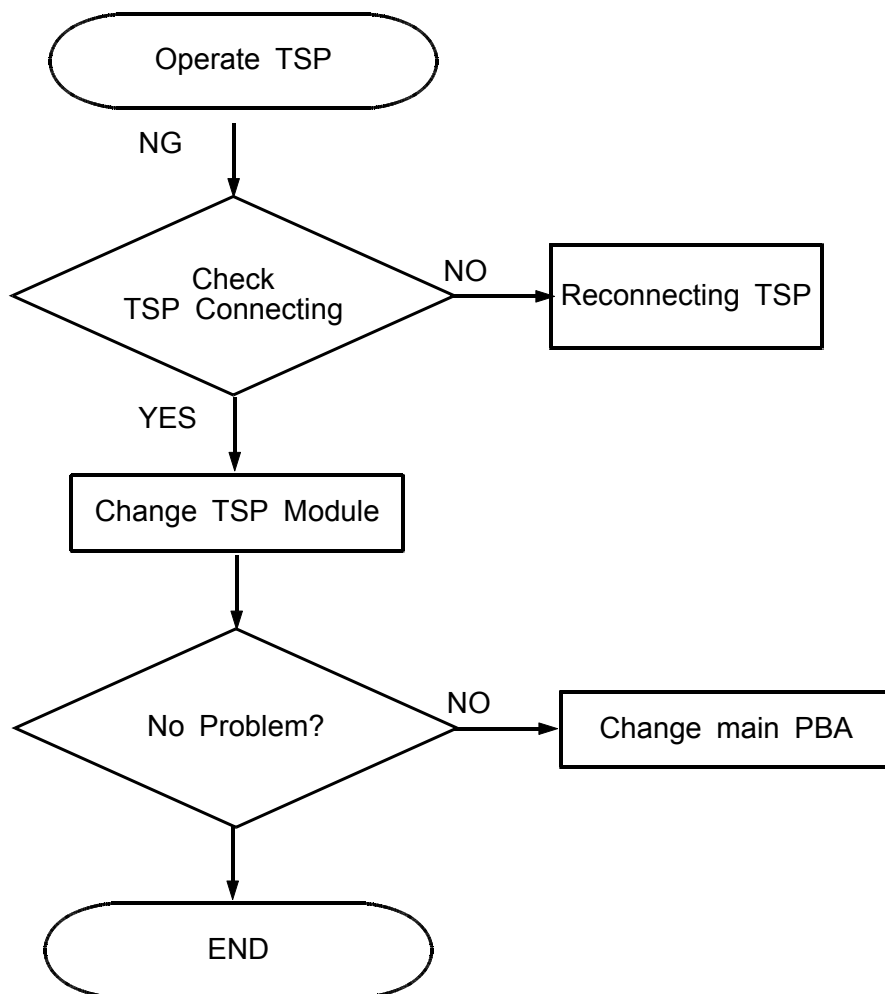 Operate TSP
NG
Check
TSP Connecting
NO
Reconnecting TSP
YES
Change TSP Module
No Problem?
NO
Change main PBA
END